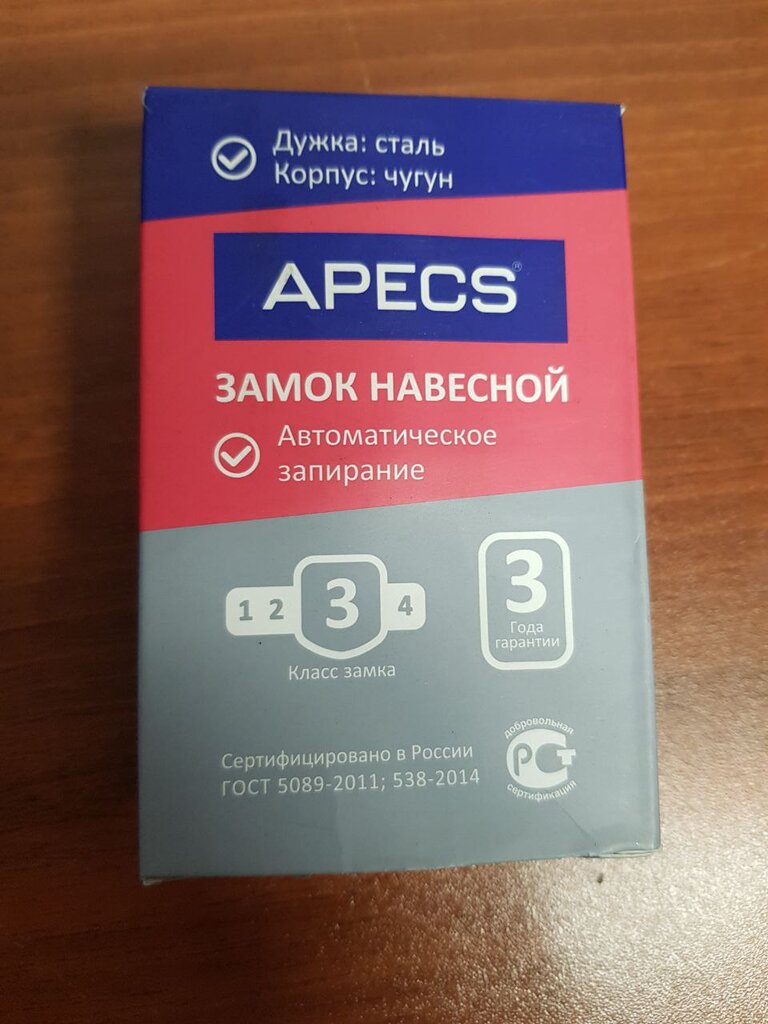 Дужка: сталь
Корпус: чугун
APECS®
ЗАМОК НАВЕСНОЙ
Автоматическое
запирание
1 2 3 4
Класс замка
3
Года
гарантии
Сертифицировано в России
ГОСТ 5089-2011; 538-2014
добровольная
РСТ
сертификация